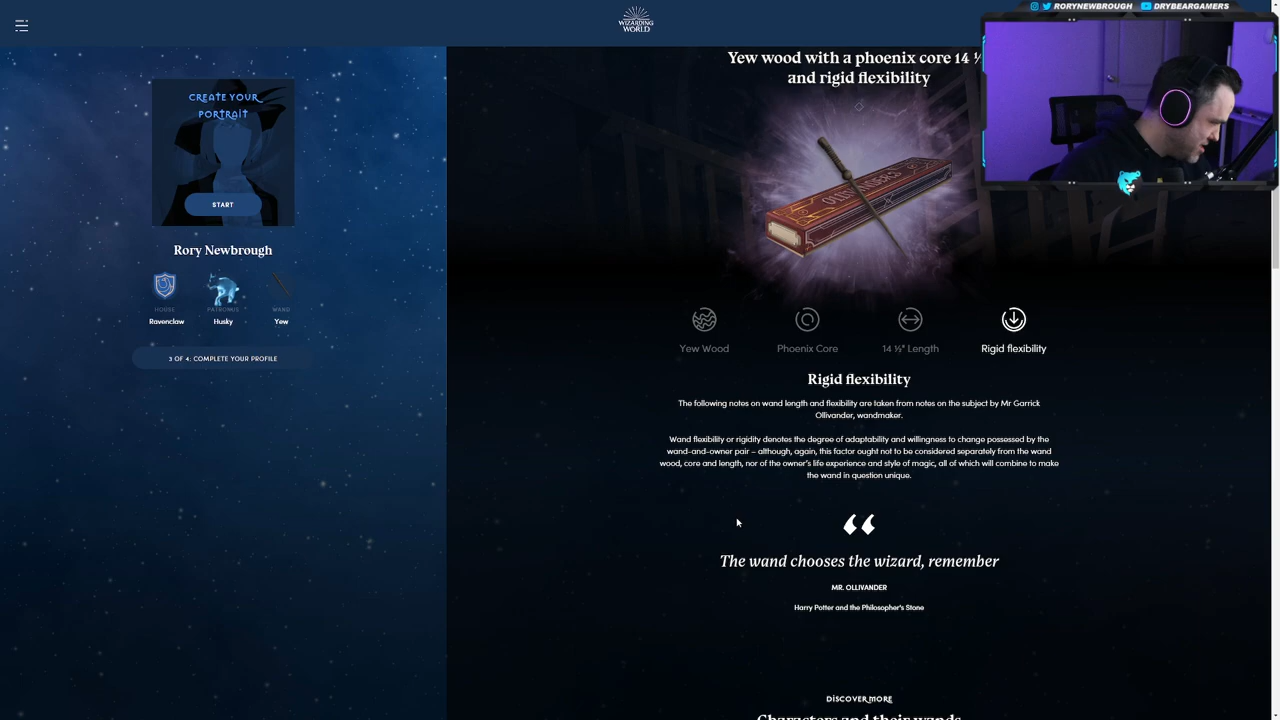 RORYNEWBROUGH DRYBEARGAMERS
WIZARDING
WORLD
CREATE YOUR
PORTRAIT
START
Rory Newbrough
HOUSE PATRONUS WAND
Ravenclaw Husky Yew
3 OF 4: COMPLETE YOUR PROFILE
Yew wood with a phoenix core 14
and rigid flexibility
OLLIVANDERS
Yew Wood Phoenix Core 14 ½" Length Rigid flexibility
Rigid flexibility
The following notes on wand length and flexibility are taken from notes on the subject by Mr Garrick
Ollivander, wandmaker.
Wand flexibility or rigidity denotes the degree of adaptability and willingness to change possessed by the
wand-and-owner pair – although, again, this factor ought not to be considered separately from the wand
wood, core and length, nor of the owner's life experience and style of magic, all of which will combine to make
the wand in question unique.
“
The wand chooses the wizard, remember
MR. OLLIVANDER
Harry Potter and the Philosopher's Stone
DISCOVER MORE
Characters and their wands